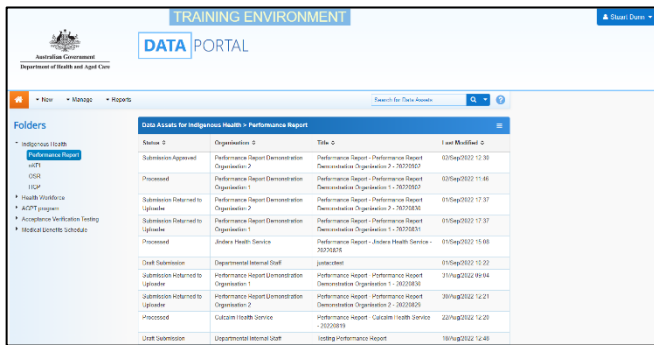 TRAINING ENVIRONMENT
Stuart Dunn
Australian Government
Department of Health and Aged Care
DATA PORTAL
New Manage Reports Search for Data Assets
Folders
Indigenous Health
Performance Report
nKPI
OSR
HCP
Health Workforce
AGPT program
Acceptance Verification Testing
Medical Benefits Schedule
Data Assets for Indigenous Health > Performance Report
Status Organisation Title Last Modified
Submission Approved Performance Report Demonstration Performance Report - Performance Report 02/Sep/2022 12:30
Organisation 2 Demonstration Organisation 2 - 20220902
Processed Performance Report Demonstration Performance Report - Performance Report 02/Sep/2022 11:46
Organisation 1 Demonstration Organisation 1 - 20220902
Submission Returned to Performance Report Demonstration Performance Report - Performance Report 01/Sep/2022 17:37
Uploader Organisation 2 Demonstration Organisation 2 - 20220830
Submission Returned to Performance Report Demonstration Performance Report - Performance Report 01/Sep/2022 17:37
Uploader Organisation 1 Demonstration Organisation 1 - 20220831
Processed Jindera Health Service Performance Report - Jindera Health Service - 01/Sep/2022 15:08
20220825
Draft Submission Departmental Internal Staff 01/Sep/2022 12:22
Submission Returned to Performance Report Demonstration Performance Report - Performance Report 31/Aug/2022 09:04
Uploader Organisation 1 Demonstration Organisation 1 - 20220830
Submission Returned to Performance Report Demonstration Performance Report - Performance Report 30/Aug/2022 12:21
Uploader Organisation 2 Demonstration Organisation 2 - 20220829
Processed Culcairn Health Service Performance Report - Culcairn Health Service 22/Aug/2022 12:20
- 20220819
Draft Submission Departmental Internal Staff Testing Performance Report 18/Aug/2022 12:48